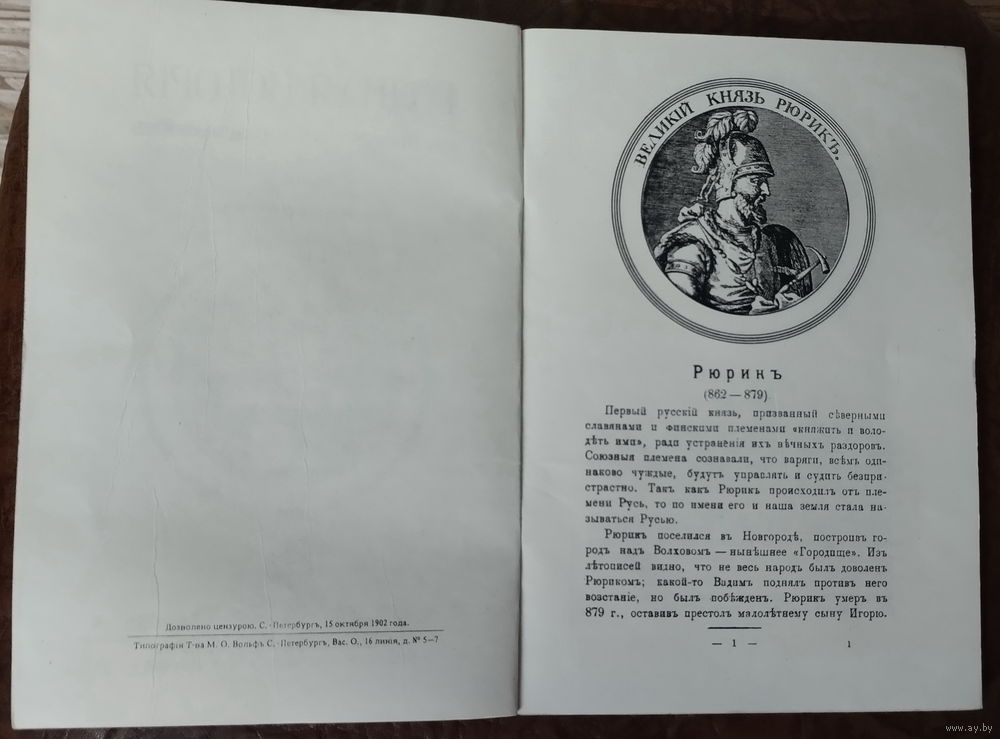 Дозволено цензурою. С.-Петербургъ, 15 октября 1902 года.
Типографія Т-ва М. О. Вольфъ С.-Петербургъ, Вас. О., 16 линія, д. № 5—7
ВЕЛИКІЙ КНЯЗЬ РЮРИКЪ.
Рюрикъ
(862 — 879)
Первый русскій князь, призванный сѣверными
славянами и финскими племенами «княжить и воло-
дѣть ими», ради устраненія ихъ вѣчныхъ раздоровъ.
Союзныя племена сознавали, что варяги, всѣмъ оди-
наково чуждые, будутъ управлять и судить безпри-
страстно. Такъ какъ Рюрикъ происходилъ отъ пле-
мени Русь, то по имени его и наша земля стала на-
зываться Русью.
Рюрикъ поселился въ Новгородѣ, построивъ го-
родъ надъ Волховомъ — нынѣшнее «Городище». Изъ
лѣтописей видно, что не весь народъ былъ доволенъ
Рюрикомъ; какой-то Вадимъ поднялъ противъ него
возстаніе, но былъ побѣжденъ. Рюрикъ умеръ въ
879 г., оставивъ престолъ малолѣтнему сыну Игорю.
— 1 — 1
www.ay.by